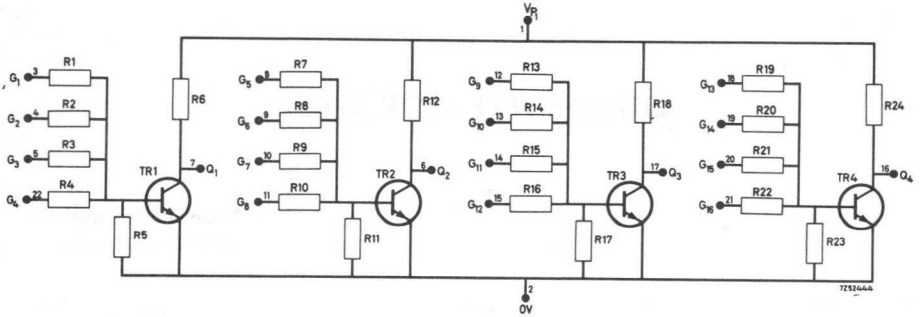 VP1
1
G1 3 R1
G2 4 R2
G3 5 R3
G4 22 R4
R5
R6
TR1
7 Q1
G5 8 R7
G6 9 R8
G7 10 R9
G8 11 R10
R11
R12
TR2
6 Q2
G9 12 R13
G10 13 R14
G11 14 R15
G12 15 R16
R17
R18
TR3
17 Q3
G13 18 R19
G14 19 R20
G15 20 R21
G16 21 R22
R23
R24
TR4
16 Q4
2
0V
7Z52444